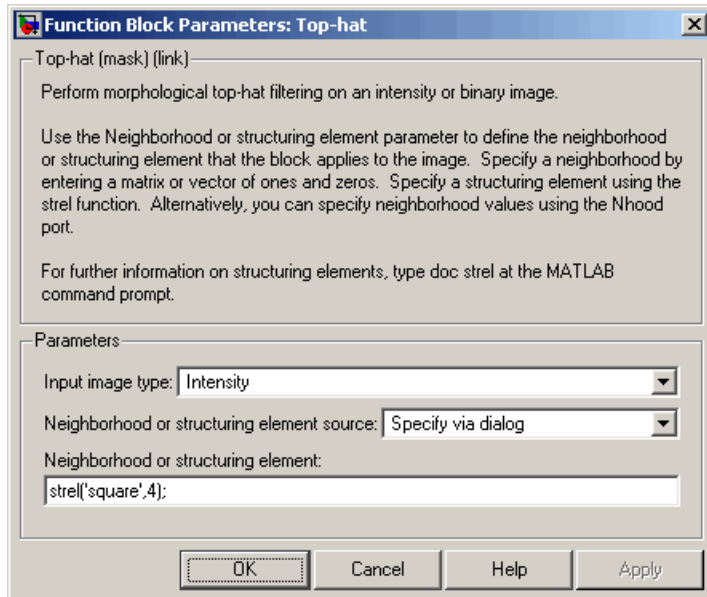 Function Block Parameters: Top-hat
Top-hat (mask) (link)
Perform morphological top-hat filtering on an intensity or binary image.
Use the Neighborhood or structuring element parameter to define the neighborhood
or structuring element that the block applies to the image. Specify a neighborhood by
entering a matrix or vector of ones and zeros. Specify a structuring element using the
strel function. Alternatively, you can specify neighborhood values using the Nhood
port.
For further information on structuring elements, type doc strel at the MATLAB
command prompt.
Parameters
Input image type: Intensity
Neighborhood or structuring element source: Specify via dialog
Neighborhood or structuring element:
strel('square',4);
OK Cancel Help Apply